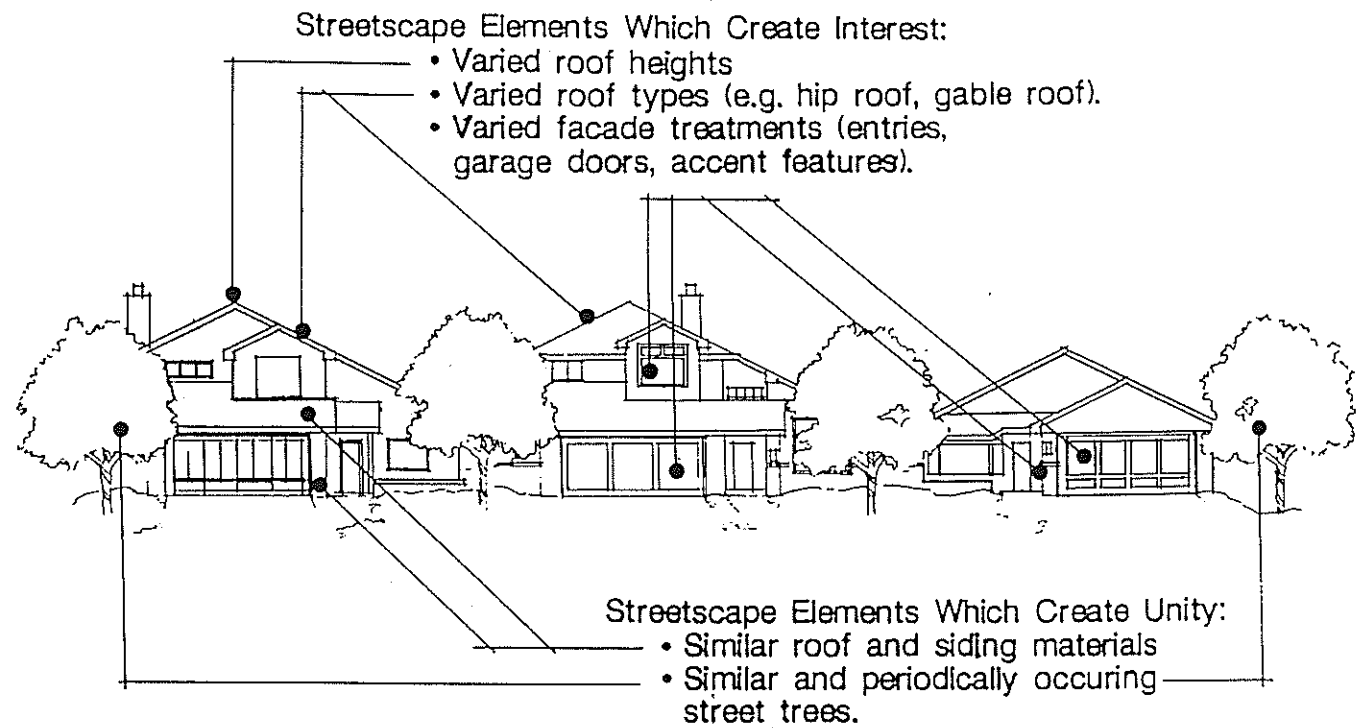 Streetscape Elements Which Create Interest:
• Varied roof heights
• Varied roof types (e.g. hip roof, gable roof).
• Varied facade treatments (entries,
garage doors, accent features).
Streetscape Elements Which Create Unity:
• Similar roof and siding materials
• Similar and periodically occuring
street trees.